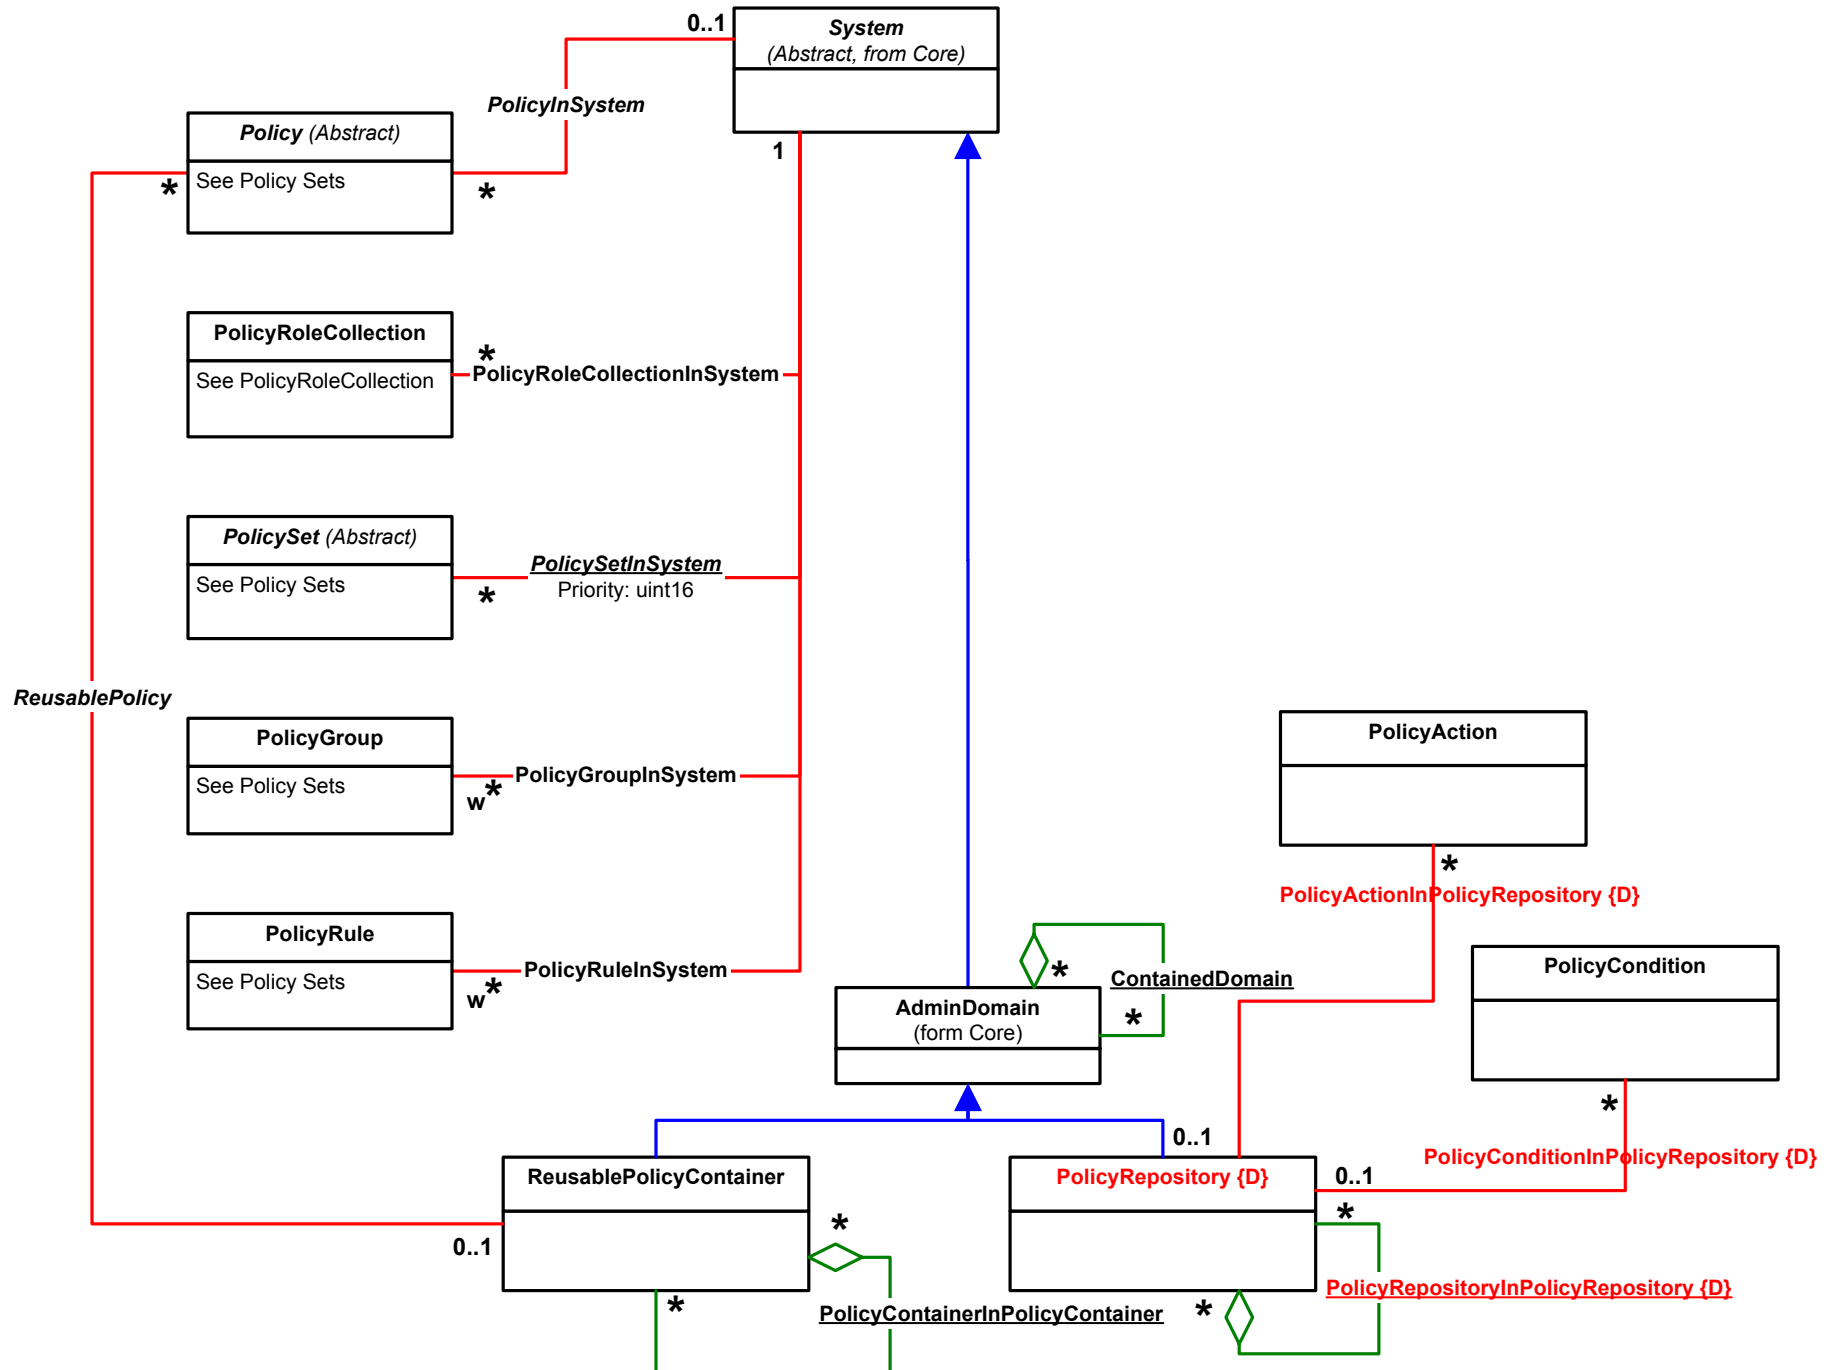 0..1
System
(Abstract, from Core)
PolicyInSystem
Policy (Abstract)
1
*
See Policy Sets
*
PolicyRoleCollection
*
See PolicyRoleCollection
PolicyRoleCollectionInSystem
PolicySet (Abstract)
See Policy Sets
*
PolicySetInSystem
Priority: uint16
ReusablePolicy
PolicyGroup
See Policy Sets
w*
PolicyGroupInSystem
PolicyAction
*
PolicyActionInPolicyRepository {D}
PolicyRule
See Policy Sets
w*
PolicyRuleInSystem
*
ContainedDomain
*
AdminDomain
(form Core)
PolicyCondition
*
0..1
PolicyConditionInPolicyRepository {D}
ReusablePolicyContainer
PolicyRepository {D}
0..1
*
*
0..1
*
PolicyContainerInPolicyContainer
*
PolicyRepositoryInPolicyRepository {D}